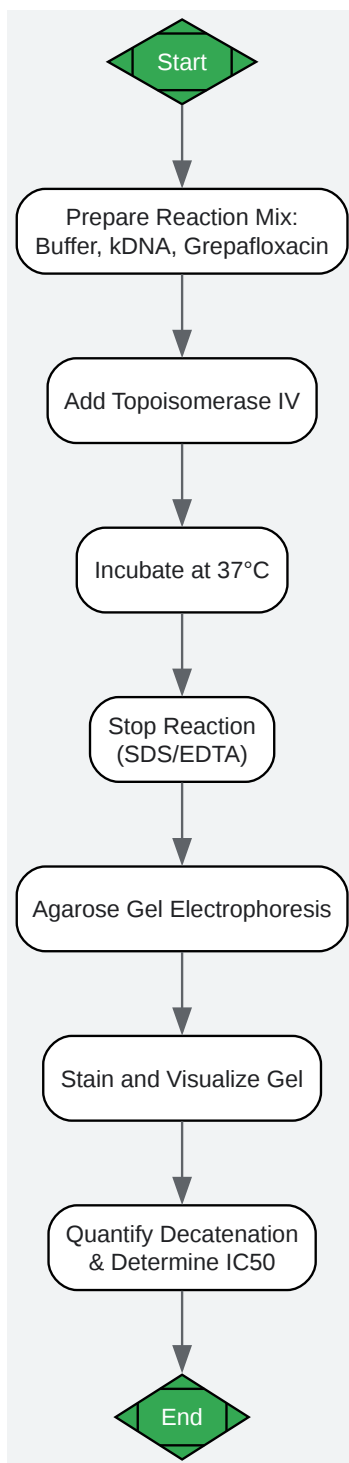 Start
Prepare Reaction Mix:
Buffer, kDNA, Grepafloxacin
Add Topoisomerase IV
Incubate at 37°C
Stop Reaction
(SDS/EDTA)
Agarose Gel Electrophoresis
Stain and Visualize Gel
Quantify Decatenation
& Determine IC50
End